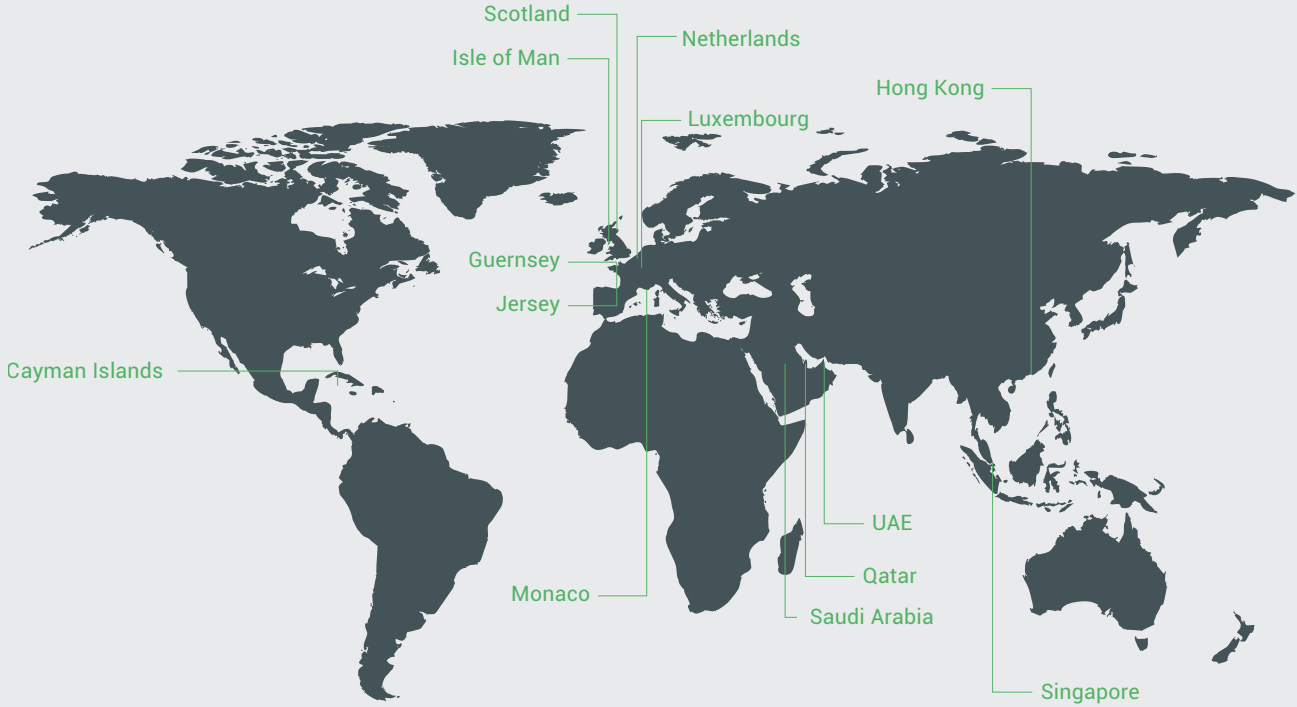 Scotland
Netherlands
Isle of Man
Hong Kong
Luxembourg
Guernsey
Jersey
Cayman Islands
UAE
Qatar
Monaco
Saudi Arabia
Singapore